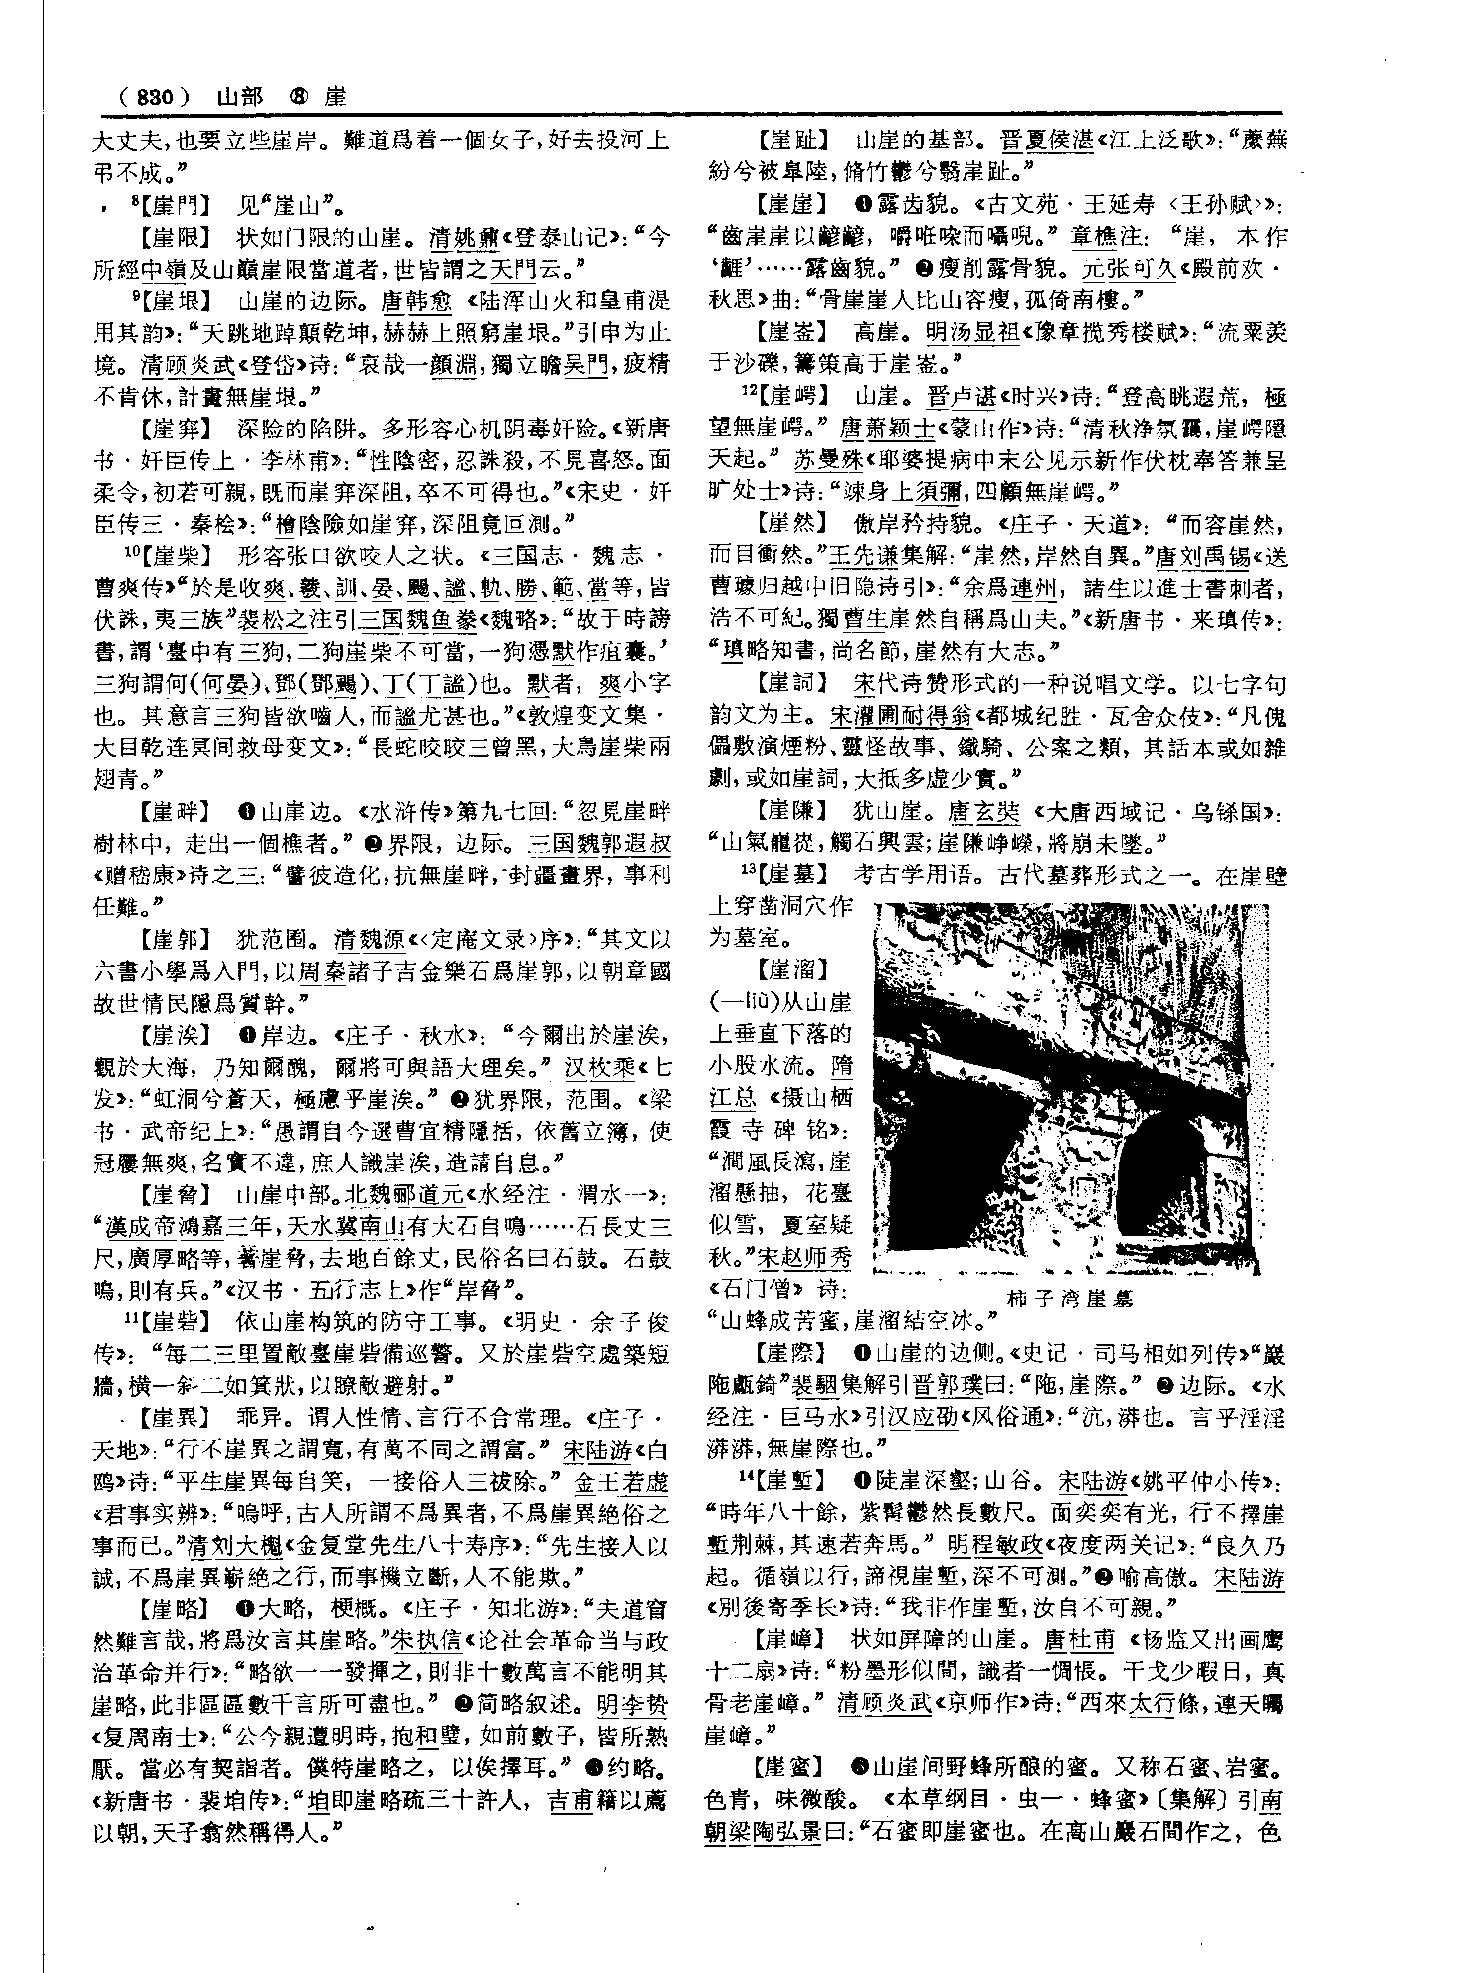 （830） 山部 ⑧ 崖
大丈夫，也要立些崖岸。難道爲着一個女子，好去投河上
弔不成。”
⁸【崖門】 见“崖山”。
【崖限】 状如门限的山崖。清姚鼐《登泰山记》：“今
所經中嶺及山巔崖限當道者，世皆謂之天門云。”
⁹【崖垠】 山崖的边际。唐韩愈《陆浑山火和皇甫湜
用其韵》：“天跳地踔顛乾坤，赫赫上照窮崖垠。”引申为止
境。清顾炎武《登岱》诗：“哀哉一顔淵，獨立瞻吴門，疲精
不肯休，計畫無崖垠。”
【崖穽】 深险的陷阱。多形容心机阴毒奸险。《新唐
书·奸臣传上·李林甫》：“性陰密，忍誅殺，不見喜怒。面
柔令，初若可親，既而崖穽深阻，卒不可得也。”《宋史·奸
臣传三·秦桧》：“檜陰險如崖穽，深阻竟叵測。”
¹⁰【崖柴】 形容张口欲咬人之状。《三国志·魏志·
曹爽传》“於是收爽、羲、訓、晏、颺、謐、軌、勝、範、當等，皆
伏誅，夷三族”裴松之注引三国魏鱼豢《魏略》：“故于時謗
書，謂‘臺中有三狗，二狗崖柴不可當，一狗憑默作疽囊。’
三狗謂何（何晏）、鄧（鄧颺）、丁（丁謐）也。默者，爽小字
也。其意言三狗皆欲嚙人，而謐尤甚也。”《敦煌变文集·
大目乾连冥间救母变文》：“長蛇咬咬三曾黑，大鳥崖柴兩
翅青。”
【崖畔】 ❶山崖边。《水浒传》第九七回：“忽見崖畔
樹林中，走出一個樵者。”❷界限，边际。三国魏郭遐叔
《赠嵇康》诗之三：“譬彼造化，抗無崖畔，封疆畫界，事利
任難。”
【崖郭】 犹范围。清魏源《〈定庵文录〉序》：“其文以
六書小學爲入門，以周秦諸子吉金樂石爲崖郭，以朝章國
故世情民隱爲質幹。”
【崖涘】 ❶岸边。《庄子·秋水》：“今爾出於崖涘，
觀於大海，乃知爾醜，爾將可與語大理矣。”汉枚乘《七
发》：“虹洞兮蒼天，極慮乎崖涘。”❷犹界限，范围。《梁
书·武帝纪上》：“愚謂自今選曹宜精隱括，依舊立簿，使
冠屨無爽，名實不違，庶人識崖涘，造請自息。”
【崖脅】 山崖中部。北魏郦道元《水经注·渭水一》：
“漢成帝鴻嘉三年，天水冀南山有大石自鳴……石長丈三
尺，廣厚略等，著崖脅，去地百餘丈，民俗名曰石鼓。石鼓
鳴，則有兵。”《汉书·五行志上》作“岸脅”。
¹¹【崖砦】 依山崖构筑的防守工事。《明史·余子俊
传》：“每二三里置敵臺崖砦備巡警。又於崖砦空處築短
牆，横一斜二如箕狀，以瞭敵避射。”
【崖異】 乖异。谓人性情、言行不合常理。《庄子·
天地》：“行不崖異之謂寬，有萬不同之謂富。”宋陆游《白
鸥》诗：“平生崖異每自笑，一接俗人三祓除。”金王若虚
《君事实辨》：“嗚呼，古人所謂不爲異者，不爲崖異絶俗之
事而已。”清刘大櫆《金复堂先生八十寿序》：“先生接人以
誠，不爲崖異嶄絶之行，而事機立斷，人不能欺。”
【崖略】 ❶大略，梗概。《庄子·知北游》：“夫道窅
然難言哉，將爲汝言其崖略。”朱执信《论社会革命当与政
治革命并行》：“略欲一一發揮之，則非十數萬言不能明其
崖略，此非區區數千言所可盡也。”❷简略叙述。明李贽
《复周南士》：“公今親遭明時，抱和璧，如前數子，皆所熟
厭。當必有契詣者。僕特崖略之，以俟擇耳。”❸约略。
《新唐书·裴垍传》：“垍即崖略疏三十許人，吉甫籍以薦
以朝，天子翕然稱得人。”
【崖趾】 山崖的基部。晋夏侯湛《江上泛歌》：“蘪蕪
紛兮被皐陸，脩竹鬱兮翳崖趾。”
【崖崖】 ❶露齿貌。《古文苑·王延寿〈王孙赋〉》：
“齒崖崖以齴齴，嚼咋咋而囁唲。”章樵注：“崖，本作
‘齜’……露齒貌。”❷瘦削露骨貌。元张可久《殿前欢·
秋思》曲：“骨崖崖人比山容瘦，孤倚南樓。”
【崖崟】 高崖。明汤显祖《豫章揽秀楼赋》：“流粟羡
于沙礫，籌策高于崖崟。”
¹²【崖崿】 山崖。晋卢谌《时兴》诗：“登高眺遐荒，極
望無崖崿。”唐萧颖士《蒙山作》诗：“清秋浄氛靄，崖崿隱
天起。”苏曼殊《耶婆提病中末公见示新作伏枕奉答兼呈
旷处士》诗：“竦身上須彌，四顧無崖崿。”
【崖然】 傲岸矜持貌。《庄子·天道》：“而容崖然，
而目衝然。”王先谦集解：“崖然，岸然自異。”唐刘禹锡《送
曹璩归越中旧隐诗引》：“余爲連州，諸生以進士書刺者，
浩不可紀。獨曹生崖然自稱爲山夫。”《新唐书·来瑱传》：
“瑱略知書，尚名節，崖然有大志。”
【崖詞】 宋代诗赞形式的一种说唱文学。以七字句
韵文为主。宋灌圃耐得翁《都城纪胜·瓦舍众伎》：“凡傀
儡敷演煙粉、靈怪故事、鐵騎、公案之類，其話本或如雜
劇，或如崖詞，大抵多虚少實。”
【崖隒】 犹山崖。唐玄奘《大唐西域记·乌铩国》：
“山氣巃嵸，觸石興雲；崖隒崢嶸，將崩未墜。”
¹³【崖墓】 考古学用语。古代墓葬形式之一。在崖壁
上穿凿洞穴作
为墓室。
【崖溜】
（—liù）从山崖
上垂直下落的
小股水流。隋
江总《摄山栖
霞寺碑铭》：
“澗風長瀉，崖
溜懸抽，花臺
似雪，夏室疑
秋。”宋赵师秀
《石门僧》诗：
“山蜂成苦蜜，崖溜結空冰。”
柿子湾崖墓
【崖際】 ❶山崖的边侧。《史记·司马相如列传》“巖
陁甗錡”裴駰集解引晋郭璞曰：“陁，崖際。”❷边际。《水
经注·巨马水》引汉应劭《风俗通》：“沆，漭也。言乎淫淫
漭漭，無崖際也。”
¹⁴【崖塹】 ❶陡崖深壑；山谷。宋陆游《姚平仲小传》：
“時年八十餘，紫髯鬱然長數尺。面奕奕有光，行不擇崖
塹荆棘，其速若奔馬。”明程敏政《夜度两关记》：“良久乃
起。循嶺以行，諦視崖塹，深不可測。”❷喻高傲。宋陆游
《别後寄季长》诗：“我非作崖塹，汝自不可親。”
【崖嶂】 状如屏障的山崖。唐杜甫《杨监又出画鹰
十二扇》诗：“粉墨形似間，識者一惆悵。干戈少暇日，真
骨老崖嶂。”清顾炎武《京师作》诗：“西來太行條，連天矚
崖嶂。”
【崖蜜】 ❶山崖间野蜂所酿的蜜。又称石蜜、岩蜜。
色青，味微酸。《本草纲目·虫一·蜂蜜》〔集解〕引南
朝梁陶弘景曰：“石蜜即崖蜜也。在高山巖石間作之，色